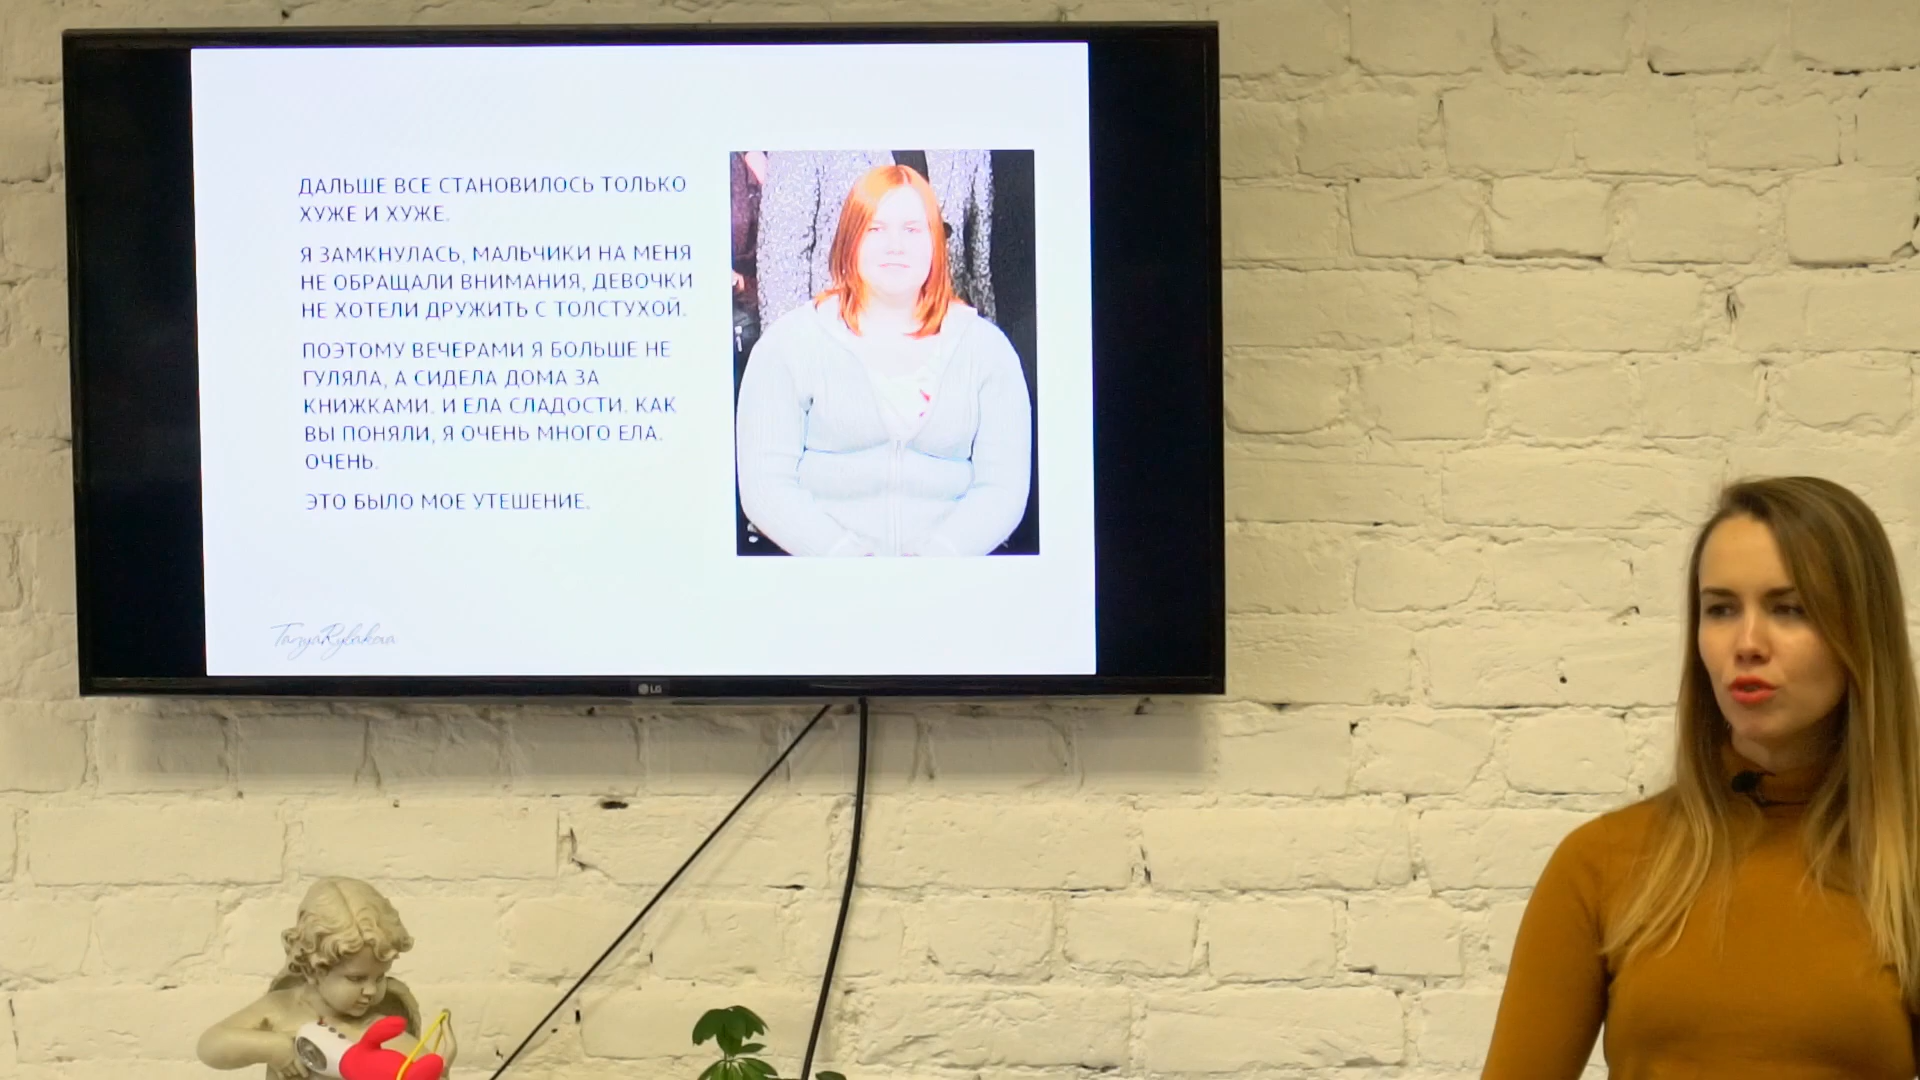 ДАЛЬШЕ ВСЕ СТАНОВИЛОСЬ ТОЛЬКО
ХУЖЕ И ХУЖЕ.
Я ЗАМКНУЛАСЬ, МАЛЬЧИКИ НА МЕНЯ
НЕ ОБРАЩАЛИ ВНИМАНИЯ, ДЕВОЧКИ
НЕ ХОТЕЛИ ДРУЖИТЬ С ТОЛСТУХОЙ.
ПОЭТОМУ ВЕЧЕРАМИ Я БОЛЬШЕ НЕ
ГУЛЯЛА, А СИДЕЛА ДОМА ЗА
КНИЖКАМИ. И ЕЛА СЛАДОСТИ. КАК
ВЫ ПОНЯЛИ, Я ОЧЕНЬ МНОГО ЕЛА.
ОЧЕНЬ.
ЭТО БЫЛО МОЕ УТЕШЕНИЕ.
TanyaRybakova
LG